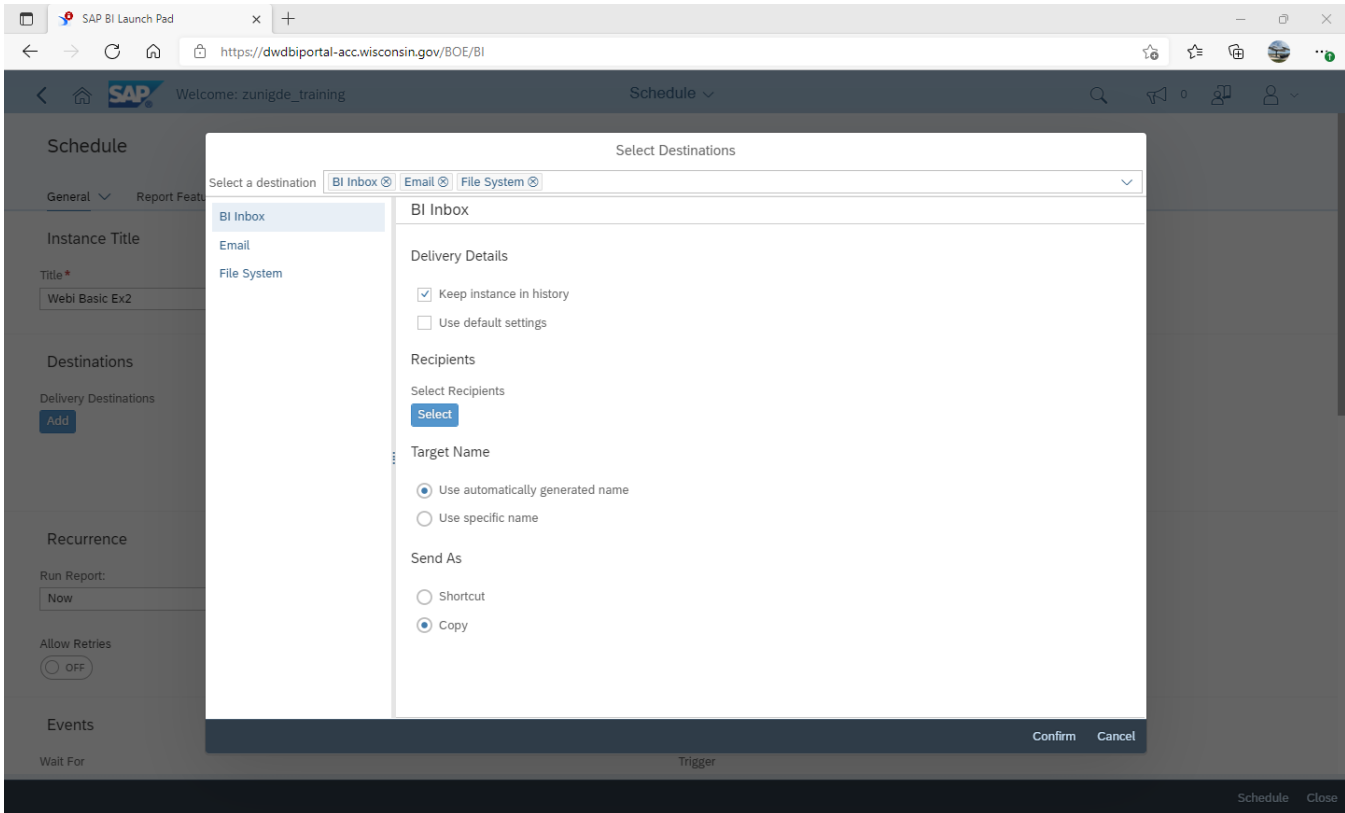 SAP BI Launch Pad
https://dwdbiportal-acc.wisconsin.gov/BOE/BI
SAP Welcome: zunigde_training Schedule 0
Schedule
General Report Featu
Instance Title
Title *
Webi Basic Ex2
Destinations
Delivery Destinations
Add
Recurrence
Run Report:
Now
Allow Retries
OFF
Events
Wait For Trigger
Select Destinations
Select a destination BI Inbox Email File System
BI Inbox
Email
File System
BI Inbox
Delivery Details
Keep instance in history
Use default settings
Recipients
Select Recipients
Select
Target Name
Use automatically generated name
Use specific name
Send As
Shortcut
Copy
Confirm Cancel
Schedule Close